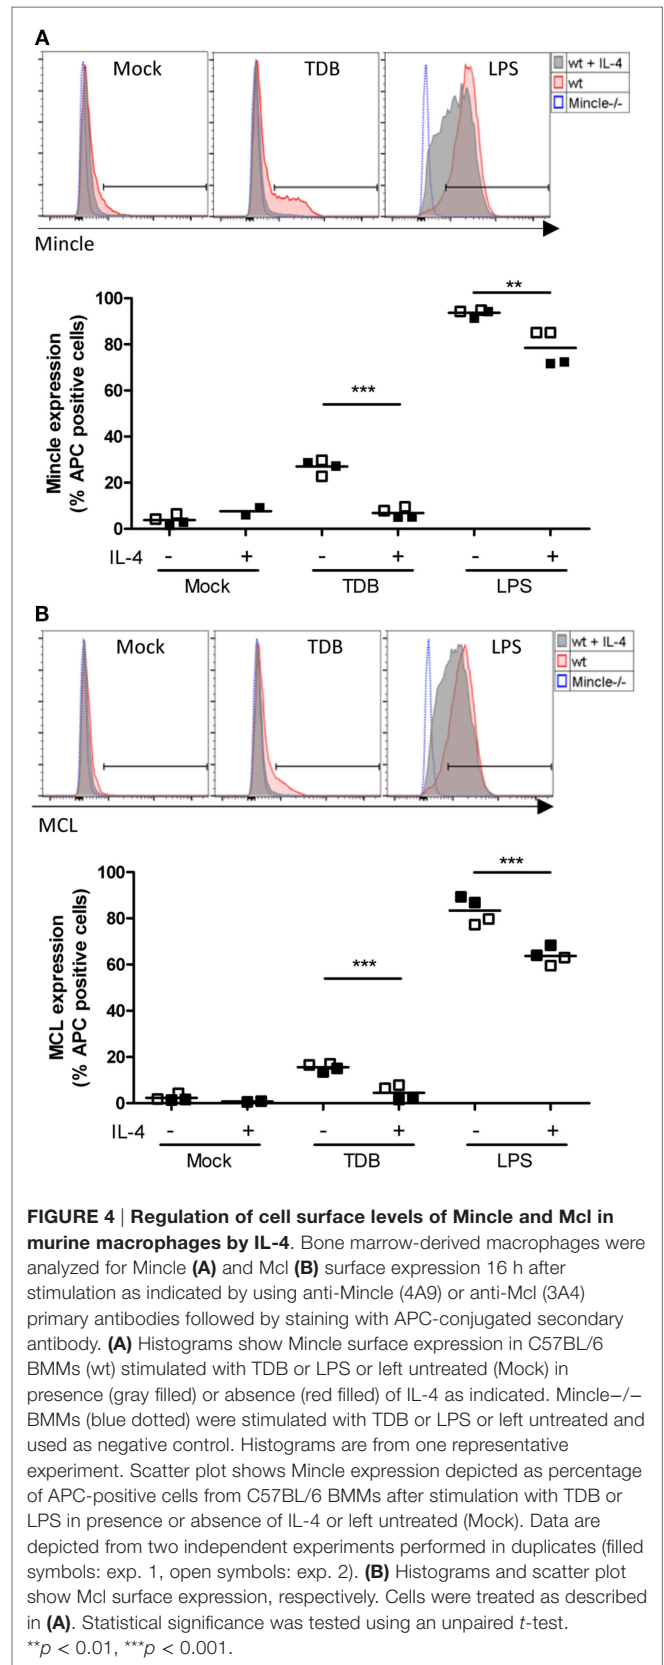 A
Mock
TDB
LPS
wt + IL-4
wt
Mincle-/-
Mincle
Mincle expression
(% APC positive cells)
100
80
60
40
20
0
***
**
IL-4 - + - + - +
Mock TDB LPS
B
Mock
TDB
LPS
wt + IL-4
wt
Mincle-/-
MCL
MCL expression
(% APC positive cells)
100
80
60
40
20
0
***
***
IL-4 - + - + - +
Mock TDB LPS
FIGURE 4 | Regulation of cell surface levels of Mincle and Mcl in
murine macrophages by IL-4. Bone marrow-derived macrophages were
analyzed for Mincle (A) and Mcl (B) surface expression 16 h after
stimulation as indicated by using anti-Mincle (4A9) or anti-Mcl (3A4)
primary antibodies followed by staining with APC-conjugated secondary
antibody. (A) Histograms show Mincle surface expression in C57BL/6
BMMs (wt) stimulated with TDB or LPS or left untreated (Mock) in
presence (gray filled) or absence (red filled) of IL-4 as indicated. Mincle−/−
BMMs (blue dotted) were stimulated with TDB or LPS or left untreated and
used as negative control. Histograms are from one representative
experiment. Scatter plot shows Mincle expression depicted as percentage
of APC-positive cells from C57BL/6 BMMs after stimulation with TDB or
LPS in presence or absence of IL-4 or left untreated (Mock). Data are
depicted from two independent experiments performed in duplicates (filled
symbols: exp. 1, open symbols: exp. 2). (B) Histograms and scatter plot
show Mcl surface expression, respectively. Cells were treated as described
in (A). Statistical significance was tested using an unpaired t-test.
**p < 0.01, ***p < 0.001.